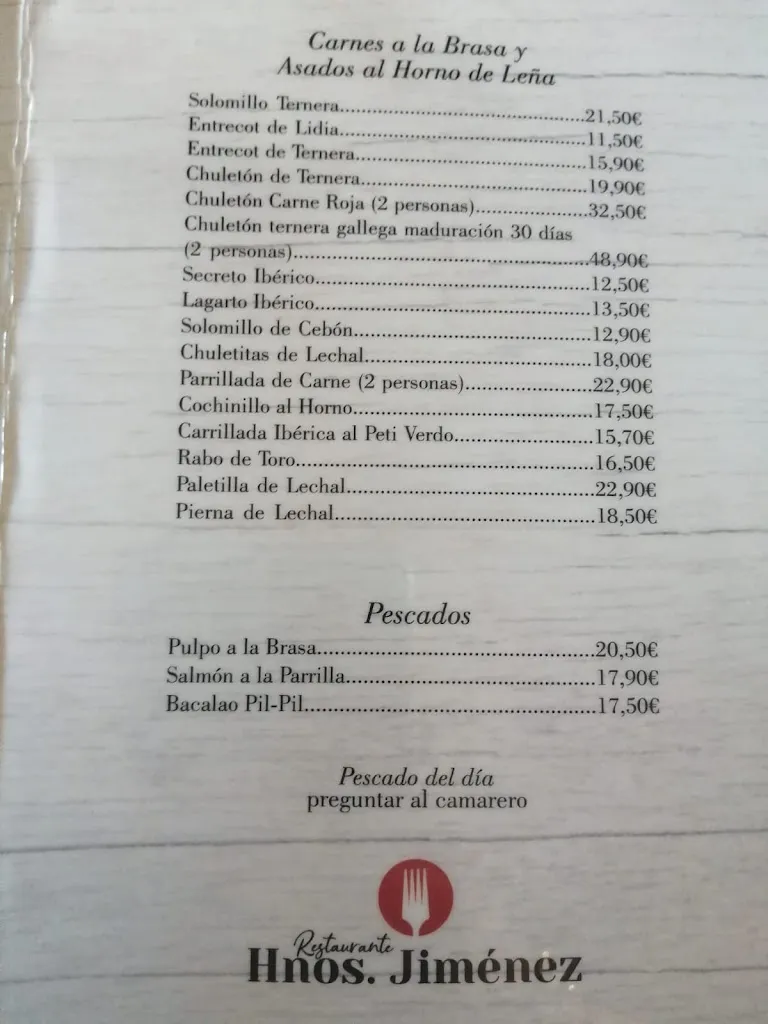 Carnes a la Brasa y
Asados al Horno de Leña
Solomillo Ternera..............................................21,50€
Entrecot de Lidia...............................................11,50€
Entrecot de Ternera...........................................15,90€
Chuletón de Ternera..........................................19,90€
Chuletón Carne Roja (2 personas).....................32,50€
Chuletón ternera gallega maduración 30 días
(2 personas).......................................................48,90€
Secreto Ibérico...................................................12,50€
Lagarto Ibérico...................................................13,50€
Solomillo de Cebón............................................12,90€
Chuletitas de Lechal..........................................18,00€
Parrillada de Carne (2 personas).......................22,90€
Cochinillo al Horno............................................17,50€
Carrillada Ibérica al Peti Verdo..........................15,70€
Rabo de Toro......................................................16,50€
Paletilla de Lechal..............................................22,90€
Pierna de Lechal.................................................18,50€
Pescados
Pulpo a la Brasa..................................................20,50€
Salmón a la Parrilla.............................................17,90€
Bacalao Pil-Pil.....................................................17,50€
Pescado del día
preguntar al camarero
Restaurante
Hnos. Jiménez